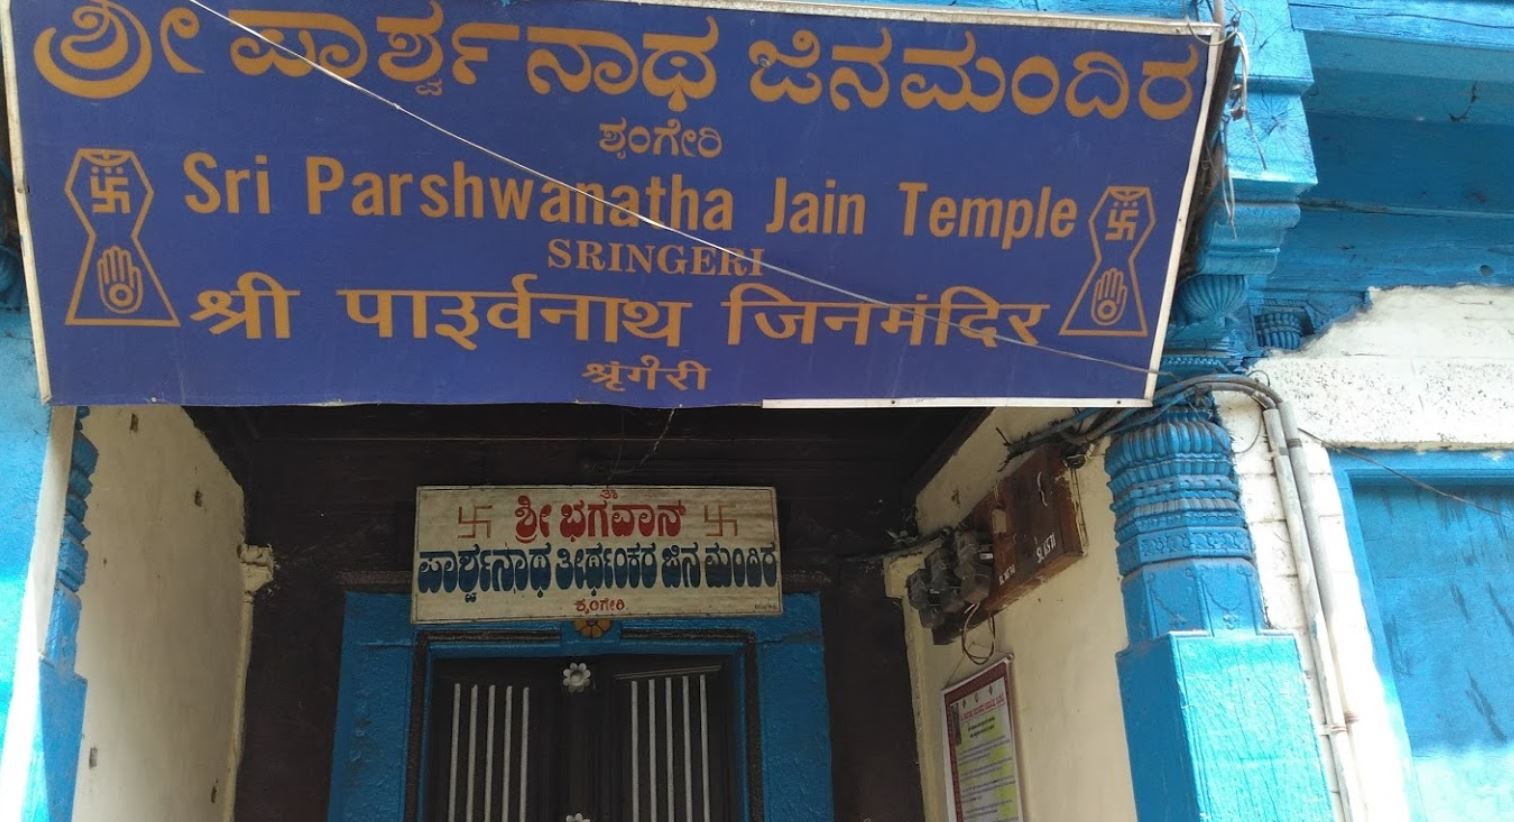 ಶ್ರೀ ಪಾರ್ಶ್ವನಾಥ ಜಿನಮಂದಿರ
ಶೃಂಗೇರಿ
Sri Parshwanatha Jain Temple
SRINGERI
श्री पार्श्वनाथ जिनमंदिर
श्रृंगेरी
ಶ್ರೀ ಭಗವಾನ್
ಪಾರ್ಶ್ವನಾಥ ತೀರ್ಥಂಕರ ಜಿನ ಮಂದಿರ
ಶೃಂಗೇರಿ